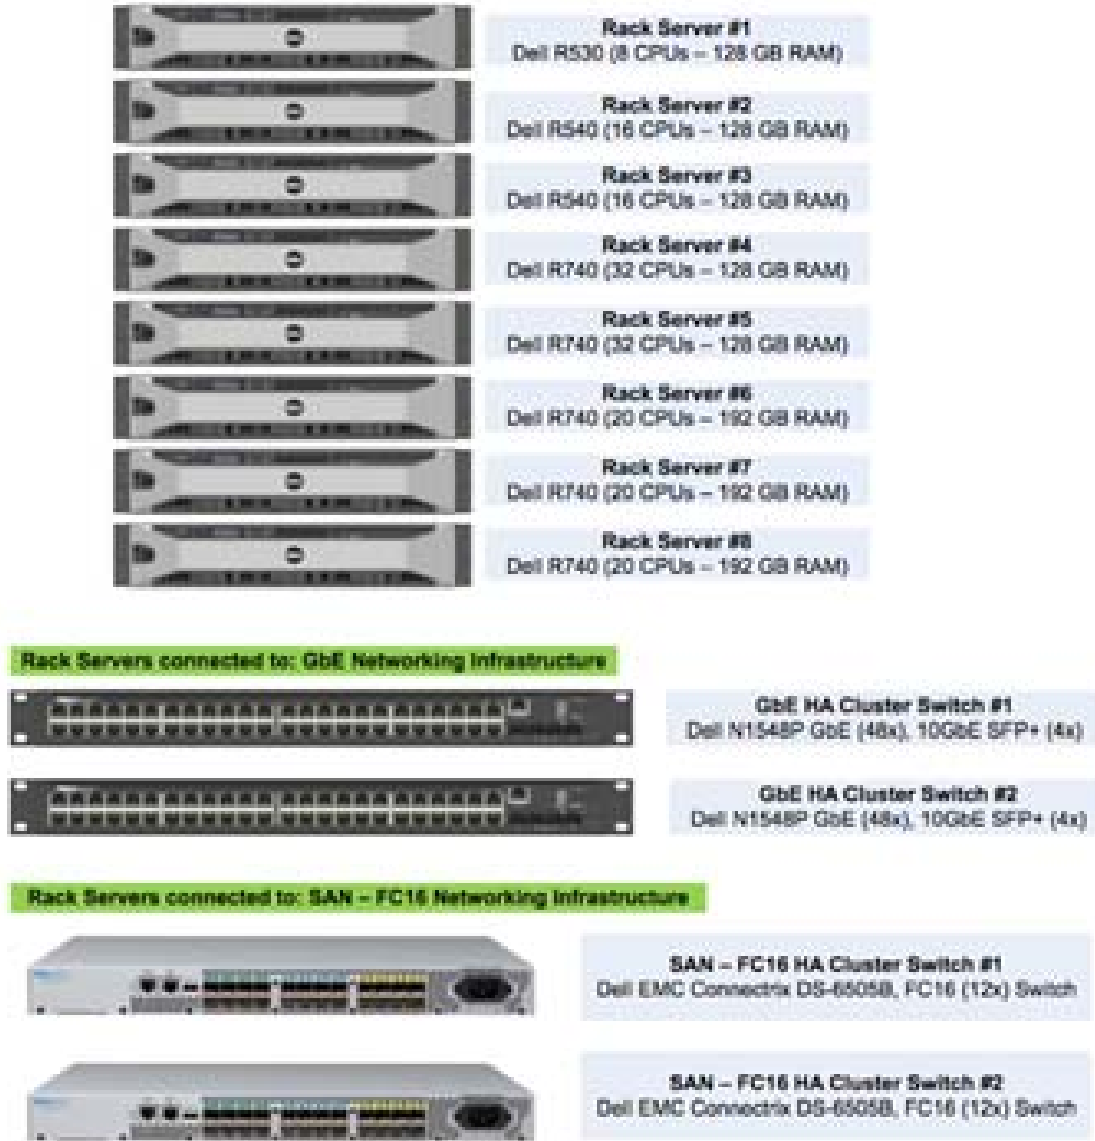 Rack Server #1
Dell R530 (8 CPUs – 128 GB RAM)
Rack Server #2
Dell R540 (16 CPUs – 128 GB RAM)
Rack Server #3
Dell R540 (16 CPUs – 128 GB RAM)
Rack Server #4
Dell R740 (32 CPUs – 128 GB RAM)
Rack Server #5
Dell R740 (32 CPUs – 128 GB RAM)
Rack Server #6
Dell R740 (20 CPUs – 192 GB RAM)
Rack Server #7
Dell R740 (20 CPUs – 192 GB RAM)
Rack Server #8
Dell R740 (20 CPUs – 192 GB RAM)
Rack Servers connected to: GbE Networking Infrastructure
GbE HA Cluster Switch #1
Dell N1548P GbE (48x), 10GbE SFP+ (4x)
GbE HA Cluster Switch #2
Dell N1548P GbE (48x), 10GbE SFP+ (4x)
Rack Servers connected to: SAN – FC16 Networking Infrastructure
SAN – FC16 HA Cluster Switch #1
Dell EMC Connectrix DS-6505B, FC16 (12x) Switch
SAN – FC16 HA Cluster Switch #2
Dell EMC Connectrix DS-6505B, FC16 (12x) Switch